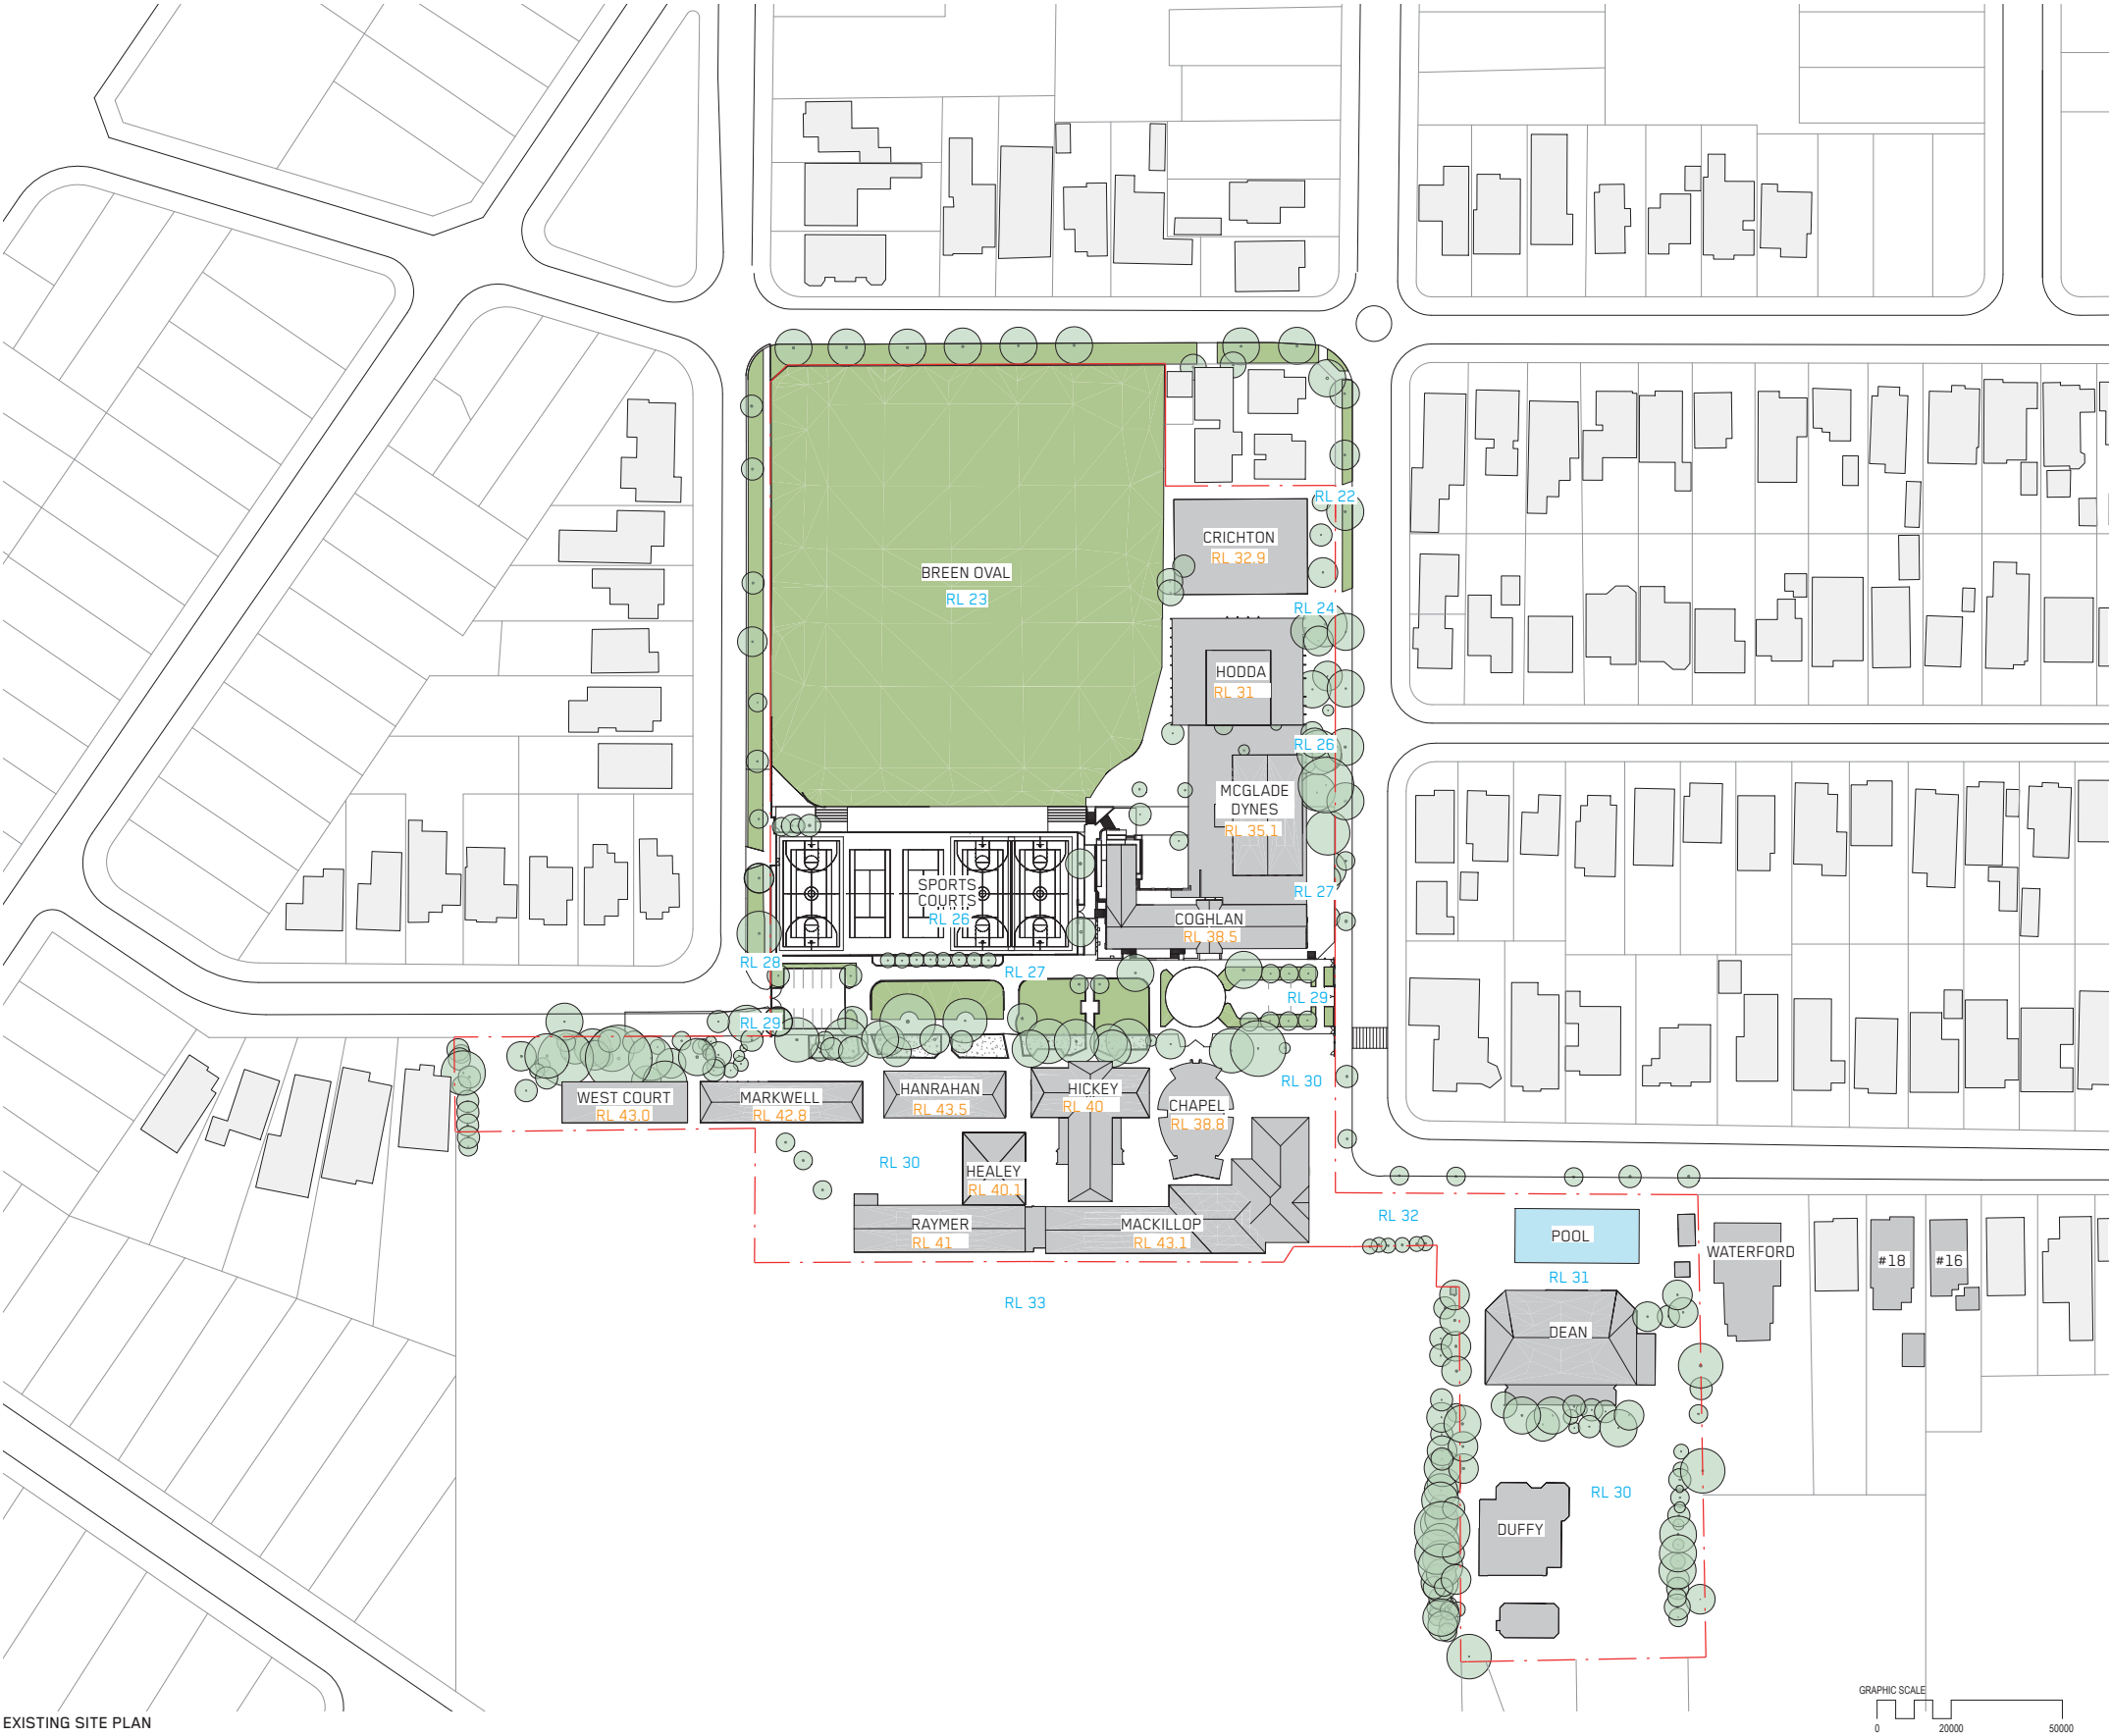 RL 22
CRICHTON
RL 32.9
BREEN OVAL
RL 23
RL 24
HODDA
RL 31
RL 26
MCGLADE
DYNES
RL 35.1
SPORTS
COURTS
RL 26
RL 27
COGHLAN
RL 38.5
RL 28
RL 27
RL 29
RL 29
RL 30
WEST COURT
RL 43.0
MARKWELL
RL 42.8
HANRAHAN
RL 43.5
HICKEY
RL 40
CHAPEL
RL 38.8
RL 30
HEALEY
RL 40.1
RAYMER
RL 41
MACKILLOP
RL 43.1
RL 32
POOL
WATERFORD
#18
#16
RL 31
RL 33
DEAN
RL 30
DUFFY
GRAPHIC SCALE
0 20000 50000
EXISTING SITE PLAN